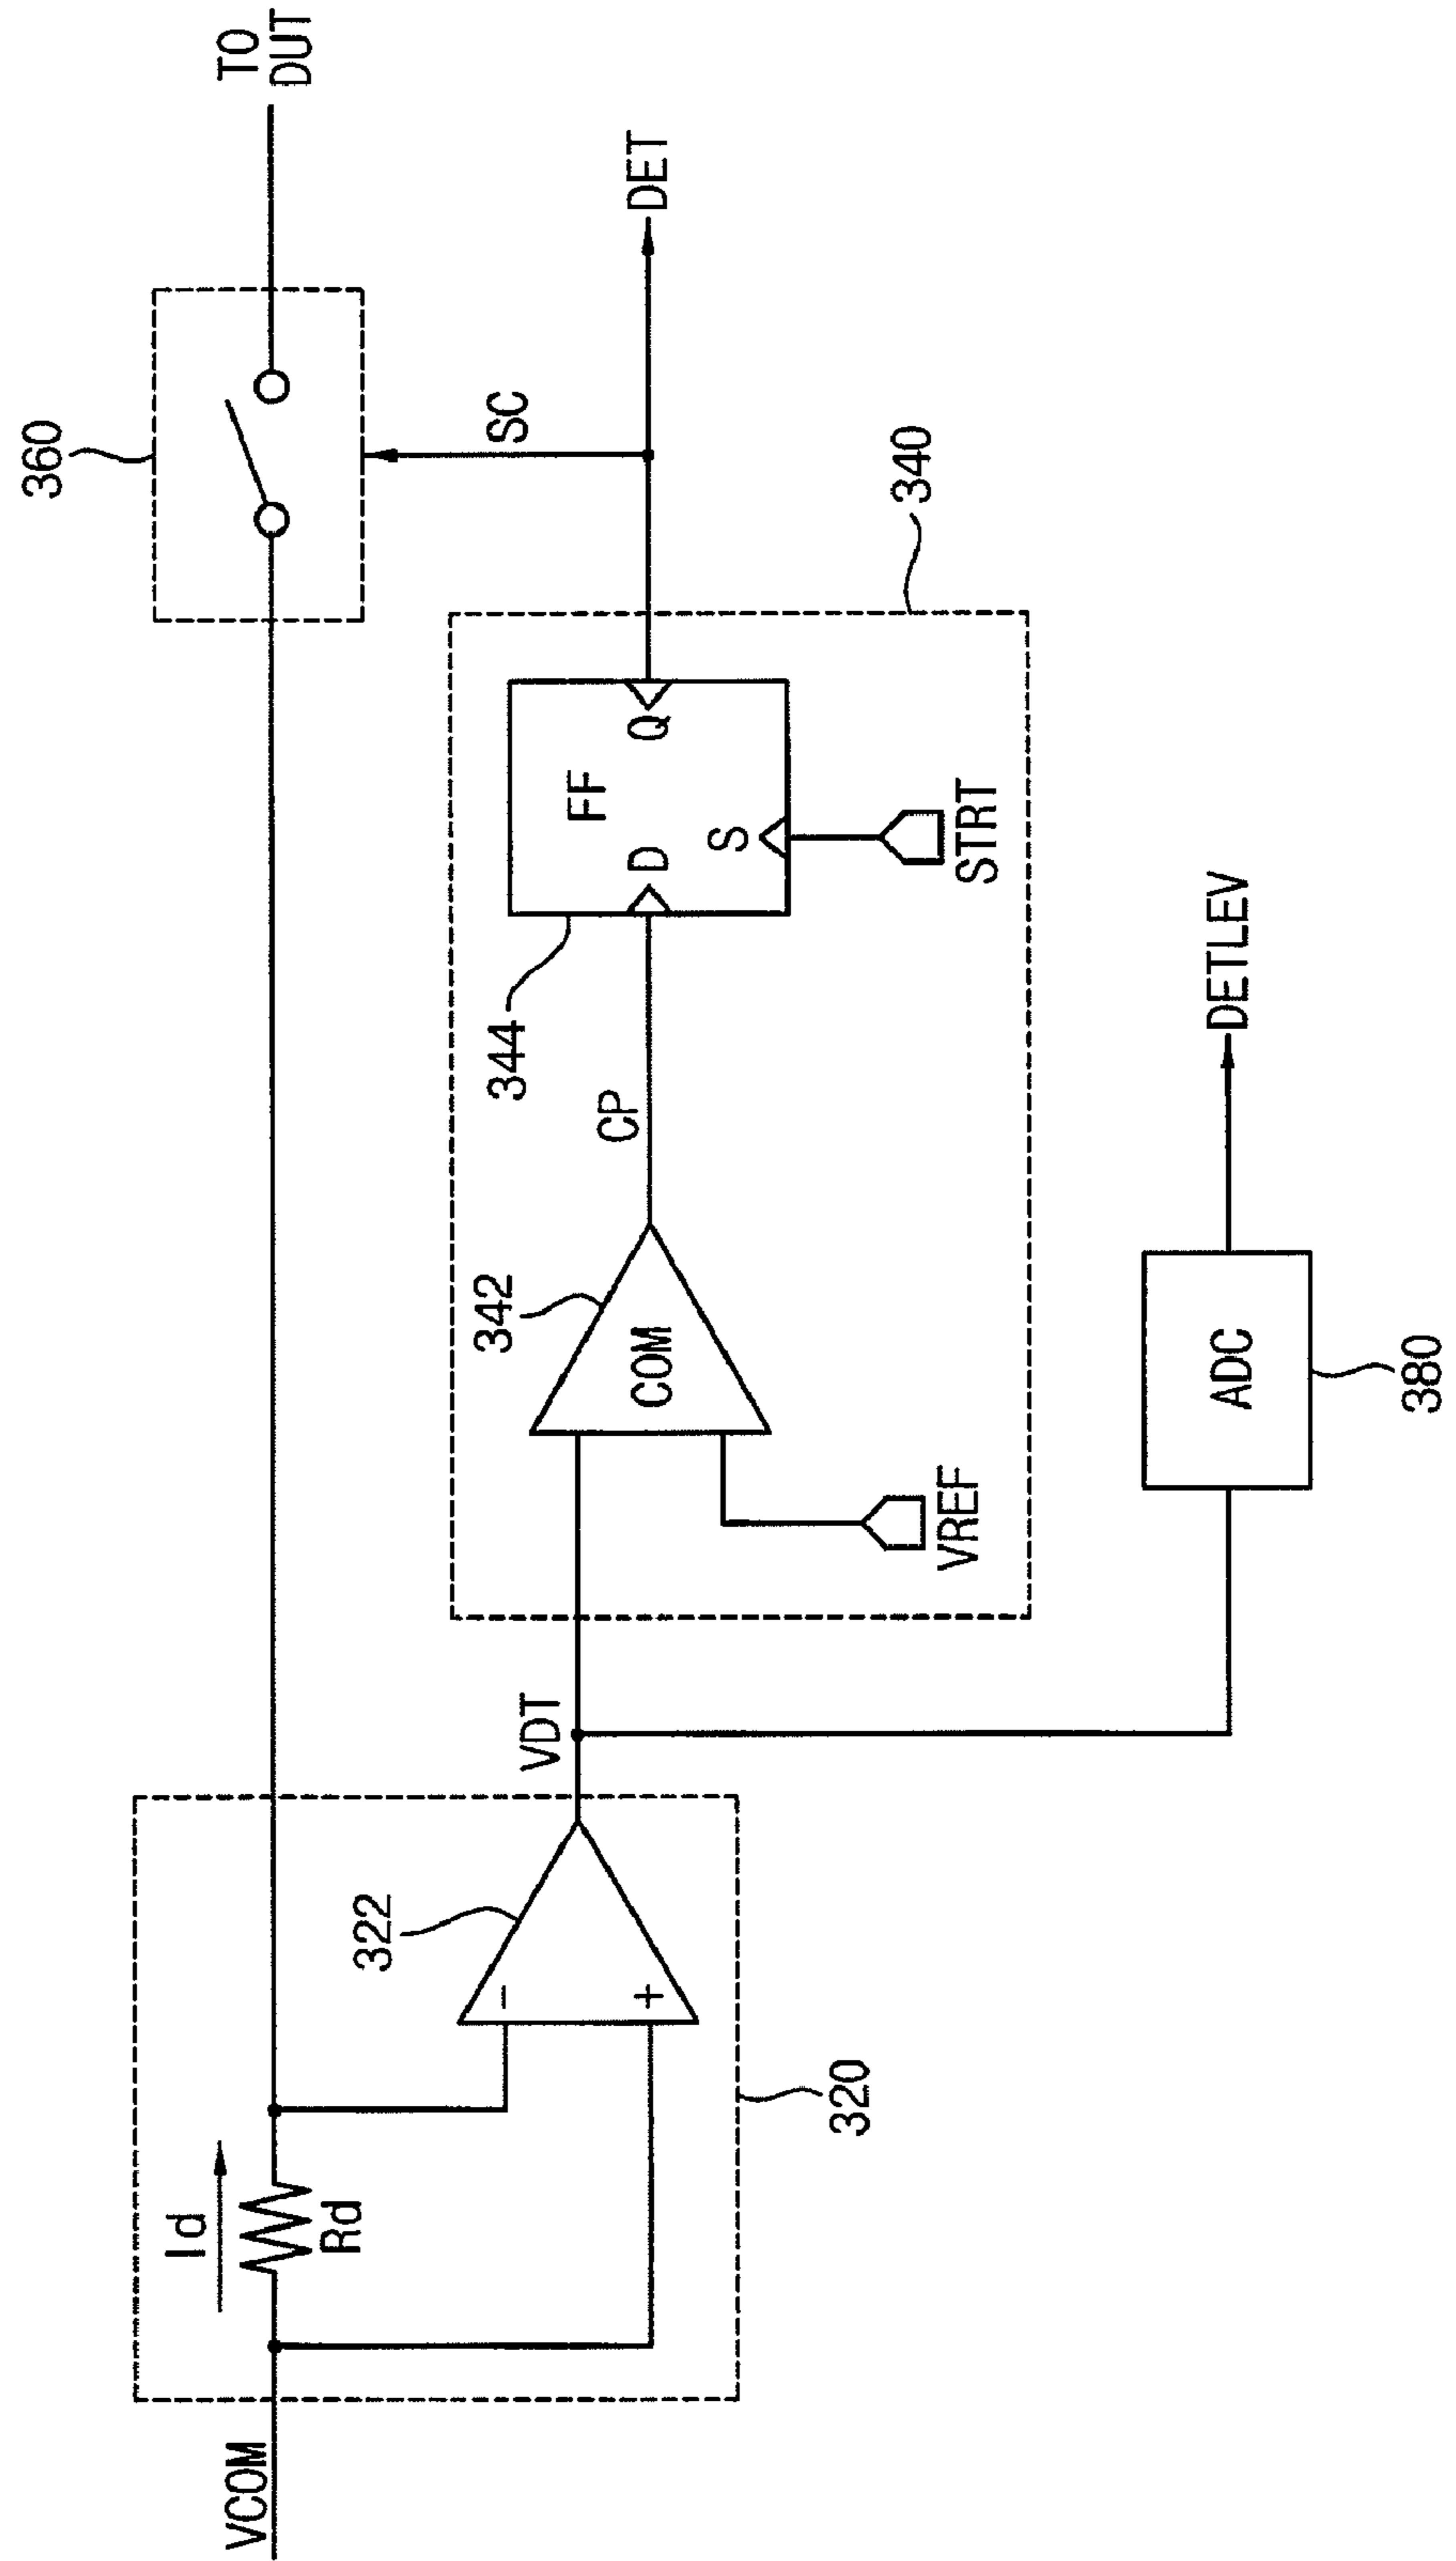 360
TO
DUT
Id
Rd
VCOM
322
-
+
320
VDT
342
COM
VREF
CP
344
FF
D
Q
S
STRT
340
SC
DET
ADC
380
DETLEV